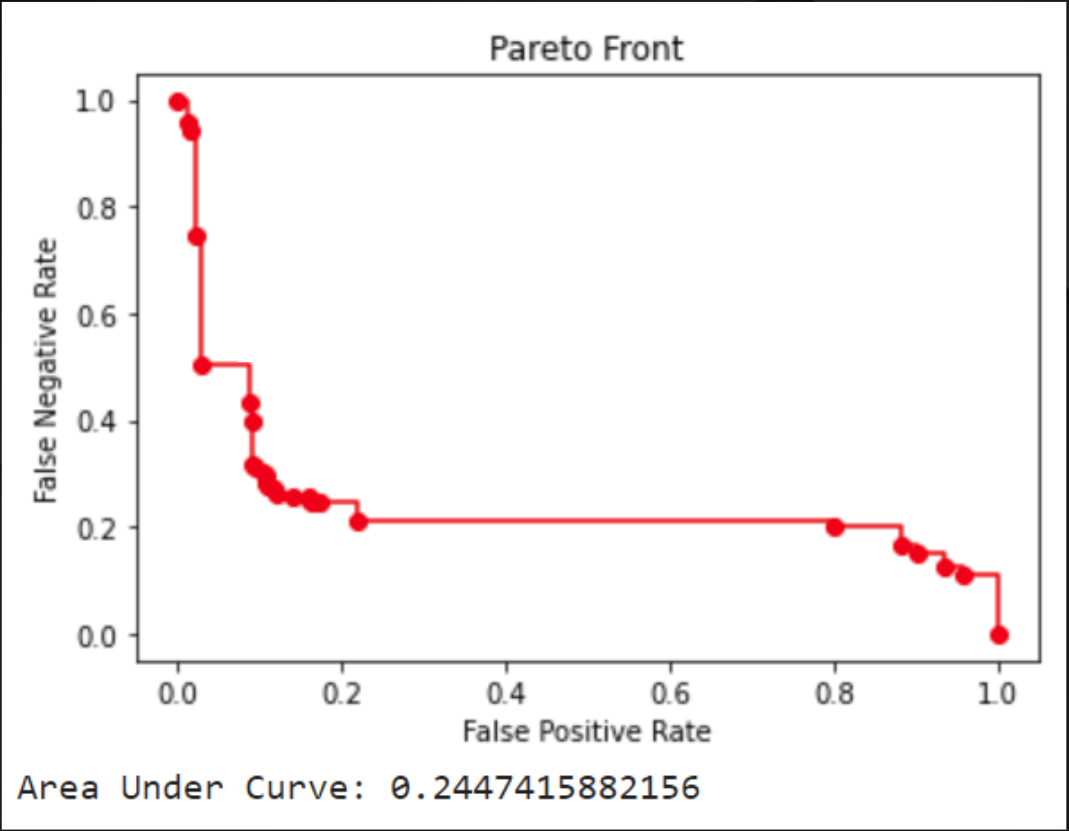 Pareto Front
1.0
0.8
0.6
0.4
0.2
0.0
False Negative Rate
0.0 0.2 0.4 0.6 0.8 1.0
False Positive Rate
Area Under Curve: 0.2447415882156